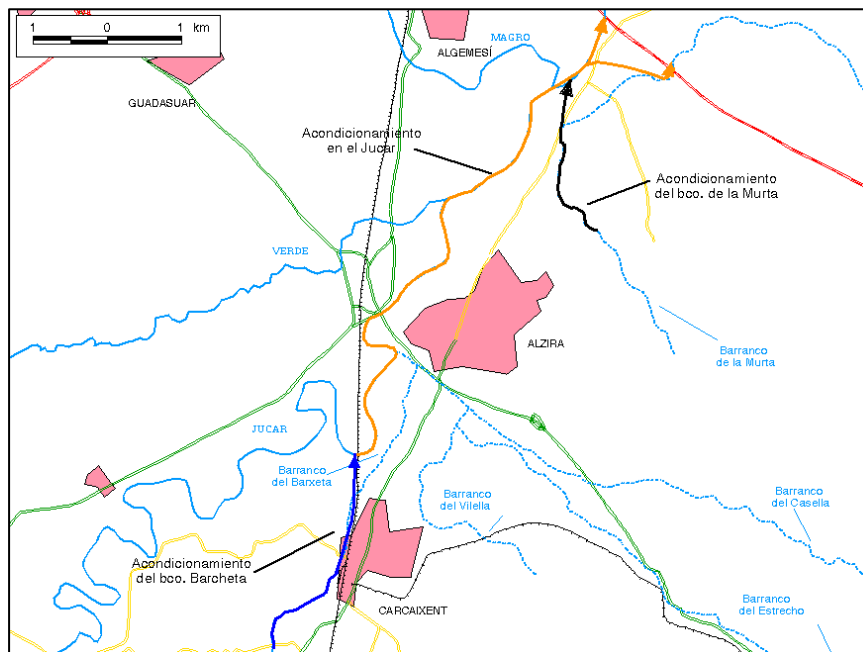 1 0 1 km
MAGRO
ALGEMESÍ
GUADASUAR
Acondicionamiento
en el Jucar
Acondicionamiento
del bco. de la Murta
VERDE
ALZIRA
Barranco
de la Murta
JUCAR
Barranco
del Barxeta
Barranco
del Vilella
Barranco
del Casella
Acondicionamiento
del bco. Barcheta
CARCAIXENT
Barranco
del Estrecho